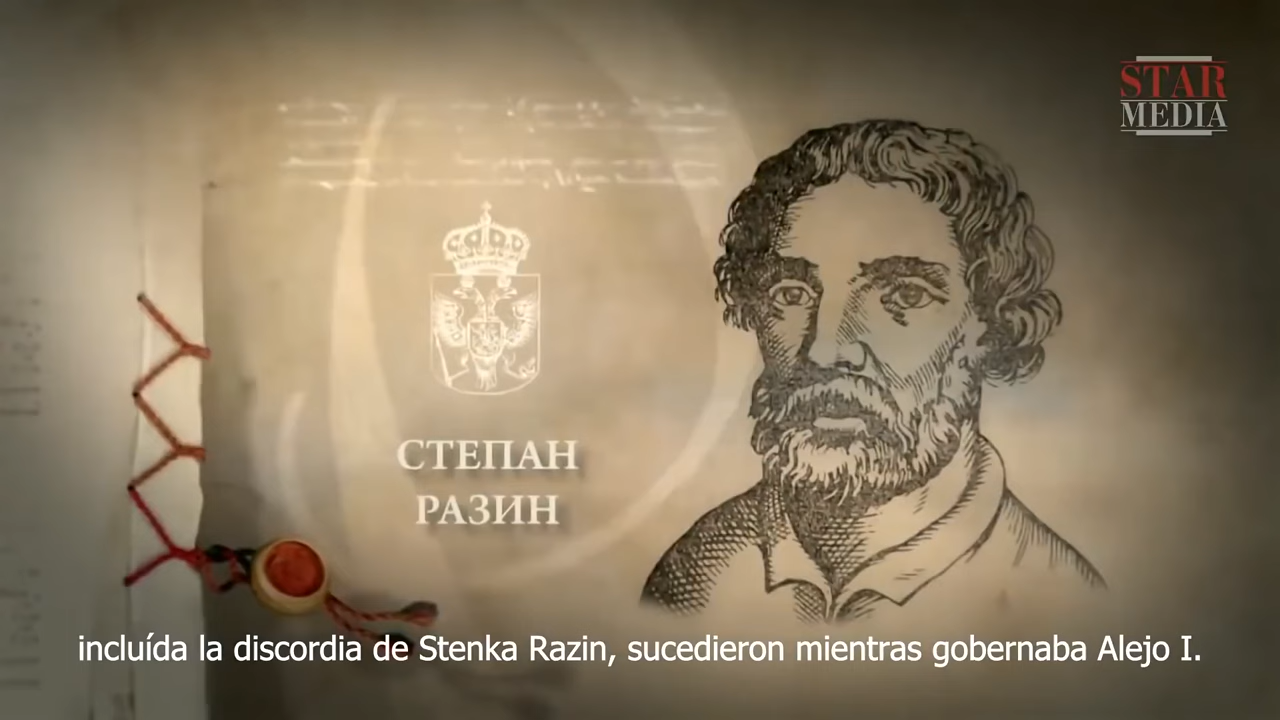 STAR
MEDIA
СТЕПАН
РАЗИН
incluída la discordia de Stenka Razin, sucedieron mientras gobernaba Alejo I.